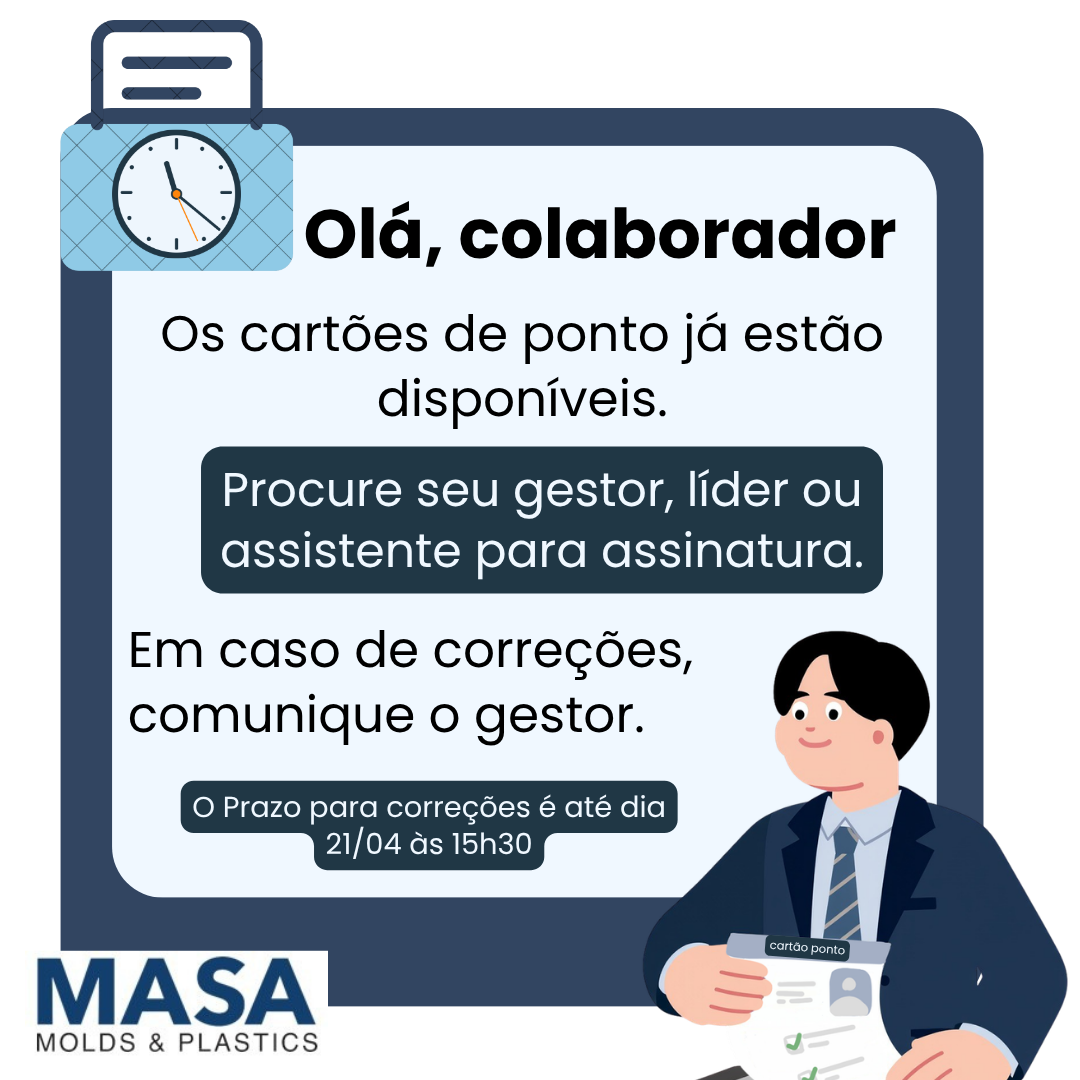 Olá, colaborador
Os cartões de ponto já estão
disponíveis.
Procure seu gestor, líder ou
assistente para assinatura.
Em caso de correções,
comunique o gestor.
O Prazo para correções é até dia
21/04 às 15h30
cartão ponto
MASA
MOLDS & PLASTICS